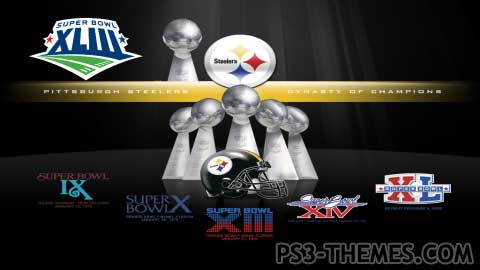 SUPER BOWL
XLIII
Steelers
PITTSBURGH STEELERS
DYNASTY OF CHAMPIONS
SUPER BOWL
IX
SUPER
BOWL X
SUPER BOWL
XIII
Super Bowl
XIV
XL
SUPER BOWL
PS3-THEMES.COM